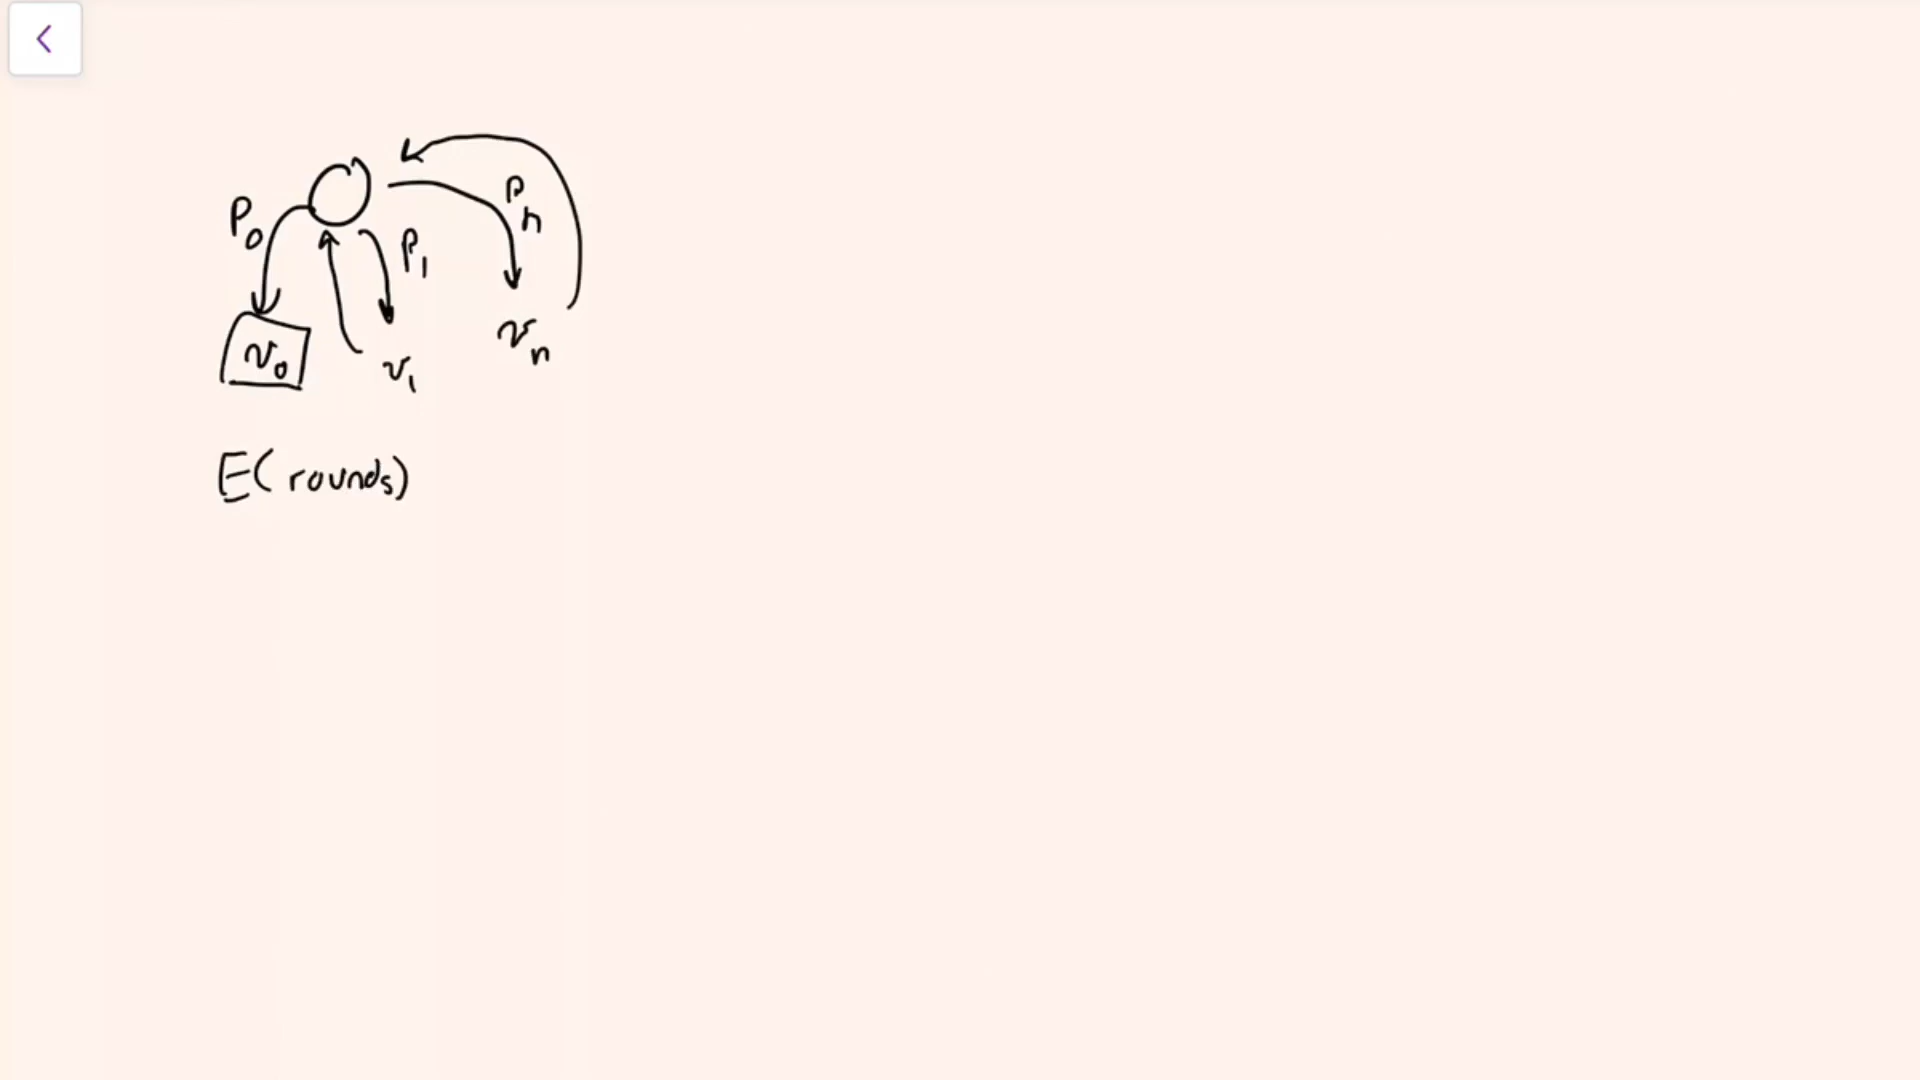 P₀ P₁ Pₙ
v₀ v₁ vₙ
E(rounds)